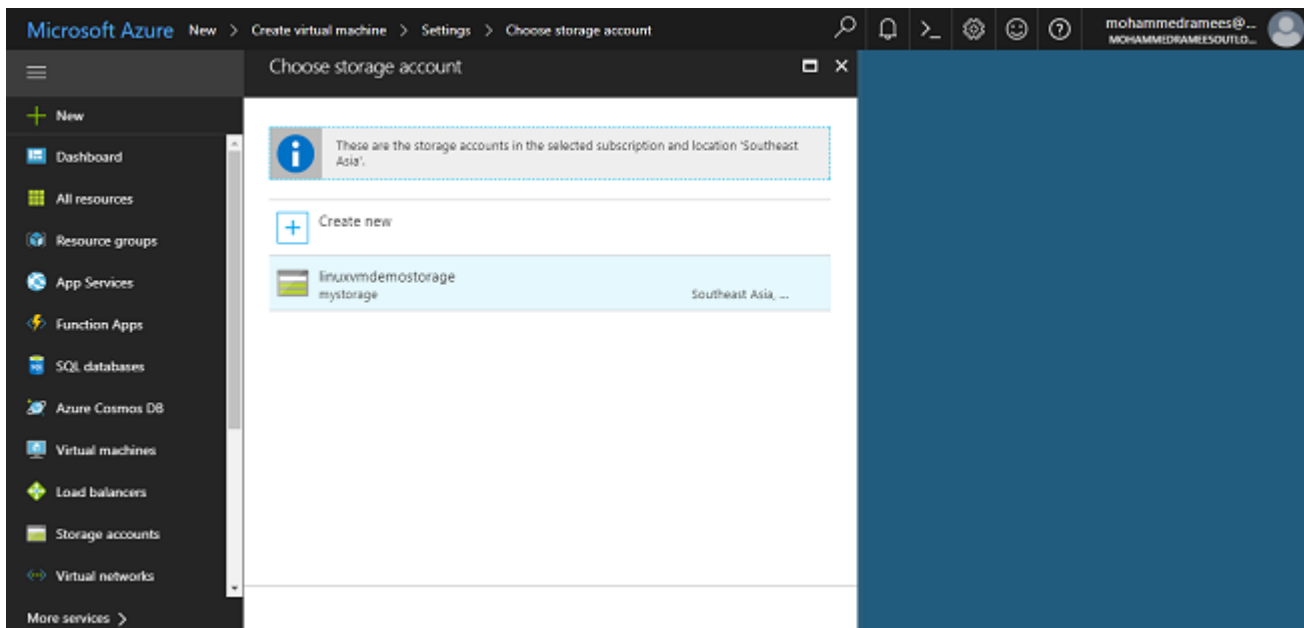 Microsoft Azure New > Create virtual machine > Settings > Choose storage account
mohammedramees@...
MOHAMMEDRAMEESOUTLO...
Choose storage account
New
Dashboard
All resources
Resource groups
App Services
Function Apps
SQL databases
Azure Cosmos DB
Virtual machines
Load balancers
Storage accounts
Virtual networks
More services >
These are the storage accounts in the selected subscription and location 'Southeast
Asia'.
Create new
linuxvmdemostorage
mystorage
Southeast Asia, ...